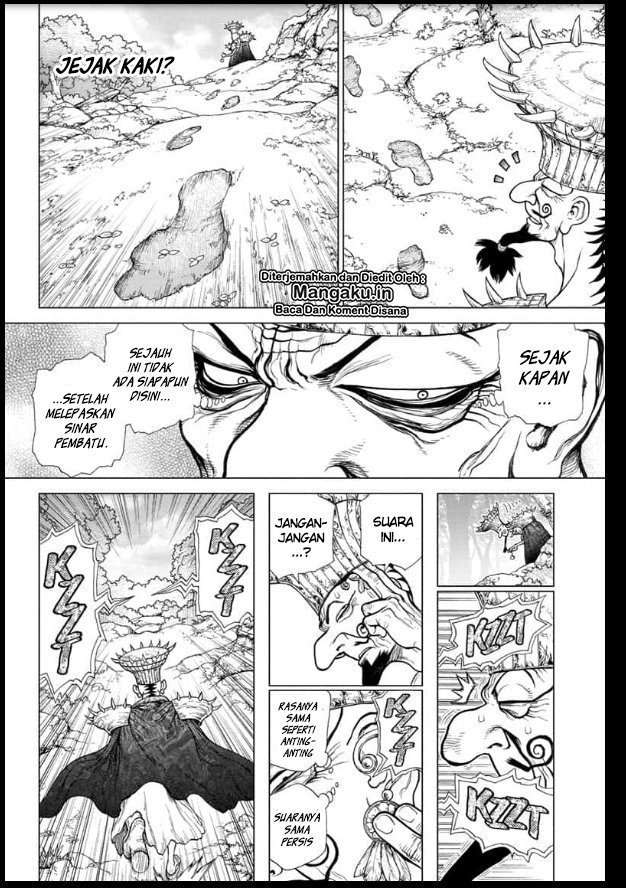 JEJAK KAKI?
Diterjemahkan dan Diedit Oleh :
Mangaku.in
Baca Dan Koment Disana
SEJAK
KAPAN
...
SEJAUH
INI TIDAK
ADA SIAPAPUN
DISINI...
...SETELAH
MELEPASKAN
SINAR
PEMBATU.
KZZZT
KZZZT
SUARA
INI...
JANGAN-
JANGAN
...?
KZZT
RASANYA
SAMA
SEPERTI
ANTING-
ANTING
SUARANYA
SAMA
PERSIS
KZZT
KZZT